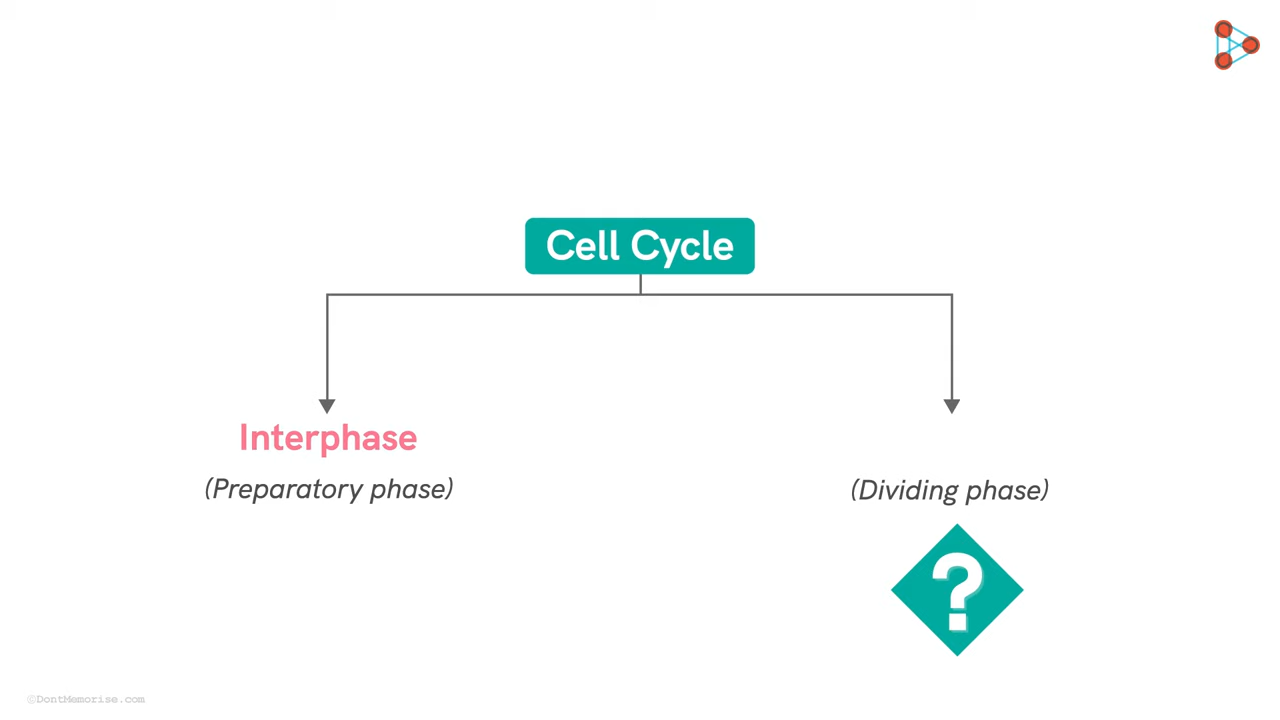 Cell Cycle
Interphase
(Preparatory phase)
(Dividing phase)
?
©DontMemorise.com